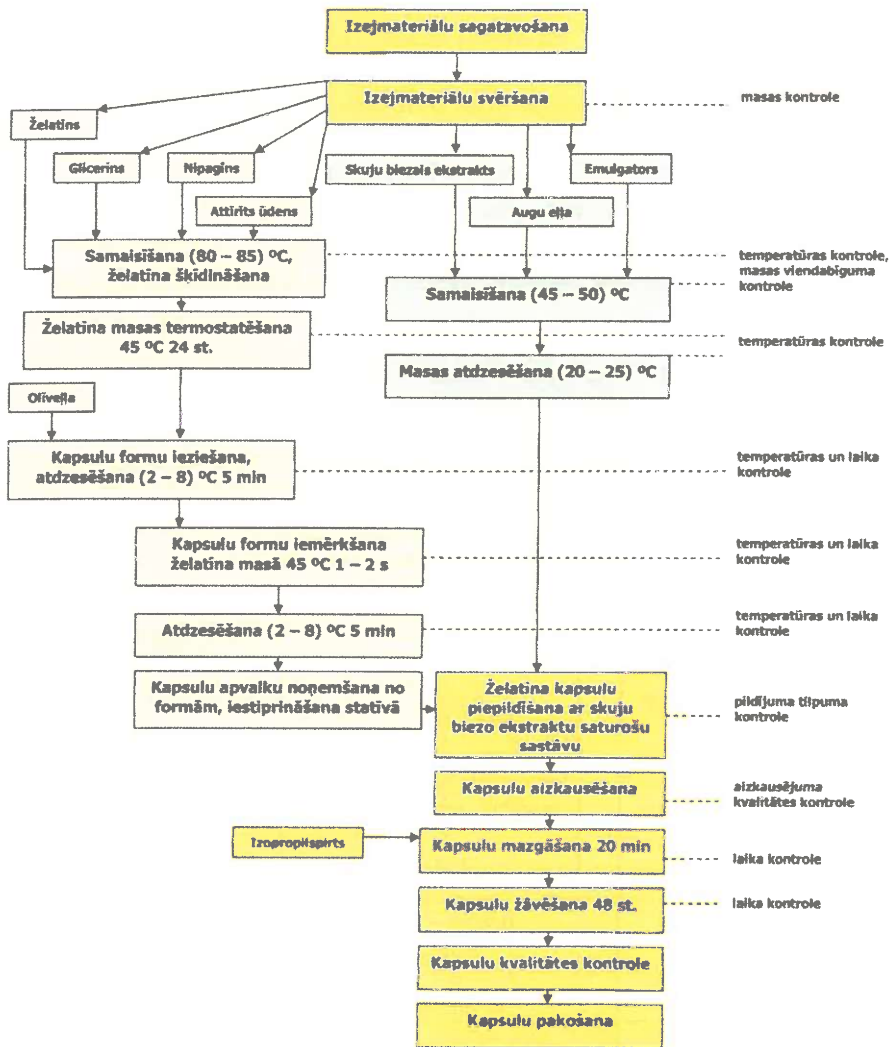 Izejmateriālu sagatavošana
Izejmateriālu svēršana
masas kontrole
Želatīns
Glicerīns
Nipagīns
Attīrīts ūdens
Skuju biezais ekstrakts
Augu eļļa
Emulgators
Samaisīšana (80 – 85) ºC,
želatīna šķīdināšana
temperatūras kontrole,
masas viendabīguma
kontrole
Samaisīšana (45 – 50) ºC
Želatīna masas termostatēšana
45 ºC 24 st.
temperatūras kontrole
Masas atdzesēšana (20 – 25) ºC
Olīveļļa
Kapsulu formu ieziešana,
atdzesēšana (2 – 8) ºC 5 min
temperatūras un laika
kontrole
Kapsulu formu iemērkšana
želatīna masā 45 ºC 1 – 2 s
temperatūras un laika
kontrole
Atdzesēšana (2 – 8) ºC 5 min
temperatūras un laika
kontrole
Kapsulu apvalku noņemšana no
formām, iestiprināšana statīvā
Želatīna kapsulu
piepildīšana ar skuju
biezo ekstraktu saturošu
sastāvu
pildījuma tilpuma
kontrole
Kapsulu aizkausēšana
aizkausējuma
kvalitātes kontrole
Izopropilspirts
Kapsulu mazgāšana 20 min
laika kontrole
Kapsulu žāvēšana 48 st.
laika kontrole
Kapsulu kvalitātes kontrole
Kapsulu pakošana